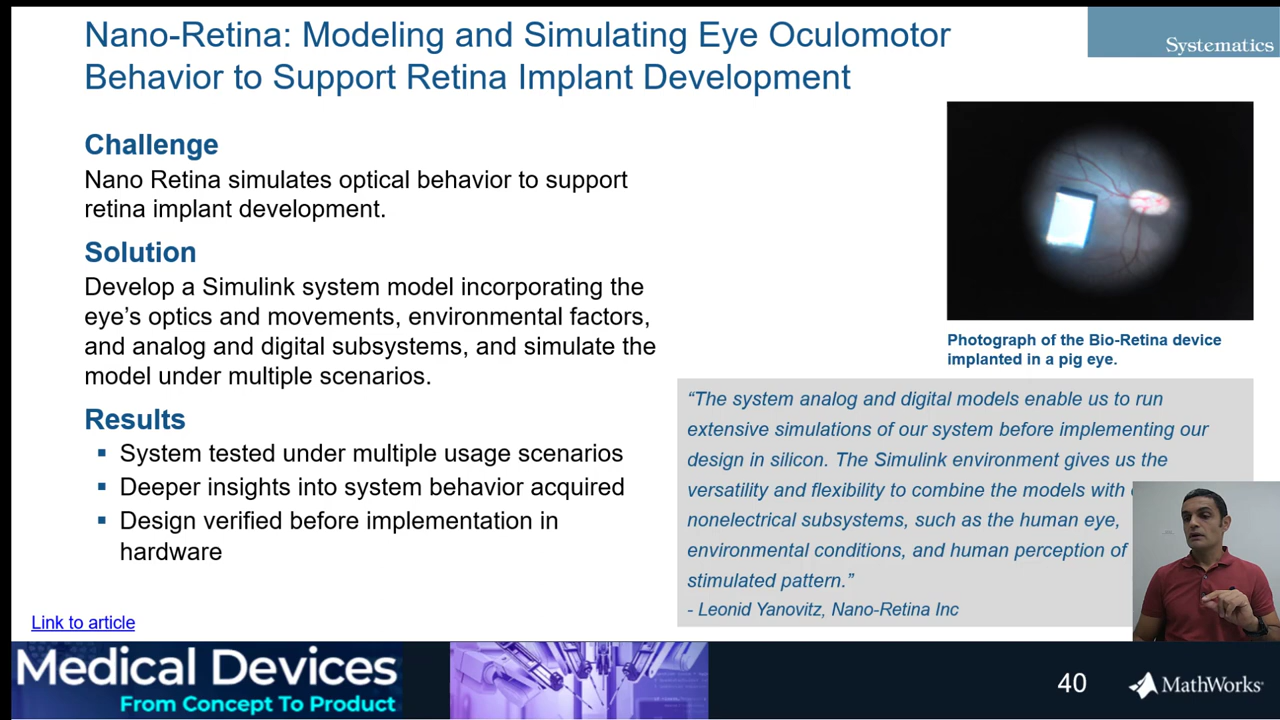 Nano-Retina: Modeling and Simulating Eye Oculomotor
Behavior to Support Retina Implant Development
Systematics
Challenge
Nano Retina simulates optical behavior to support
retina implant development.
Solution
Develop a Simulink system model incorporating the
eye’s optics and movements, environmental factors,
and analog and digital subsystems, and simulate the
model under multiple scenarios.
Results
▪ System tested under multiple usage scenarios
▪ Deeper insights into system behavior acquired
▪ Design verified before implementation in
hardware
Link to article
Photograph of the Bio-Retina device
implanted in a pig eye.
“The system analog and digital models enable us to run
extensive simulations of our system before implementing our
design in silicon. The Simulink environment gives us the
versatility and flexibility to combine the models with
nonelectrical subsystems, such as the human eye,
environmental conditions, and human perception of
stimulated pattern.”
- Leonid Yanovitz, Nano-Retina Inc
Medical Devices
From Concept To Product
40
MathWorks